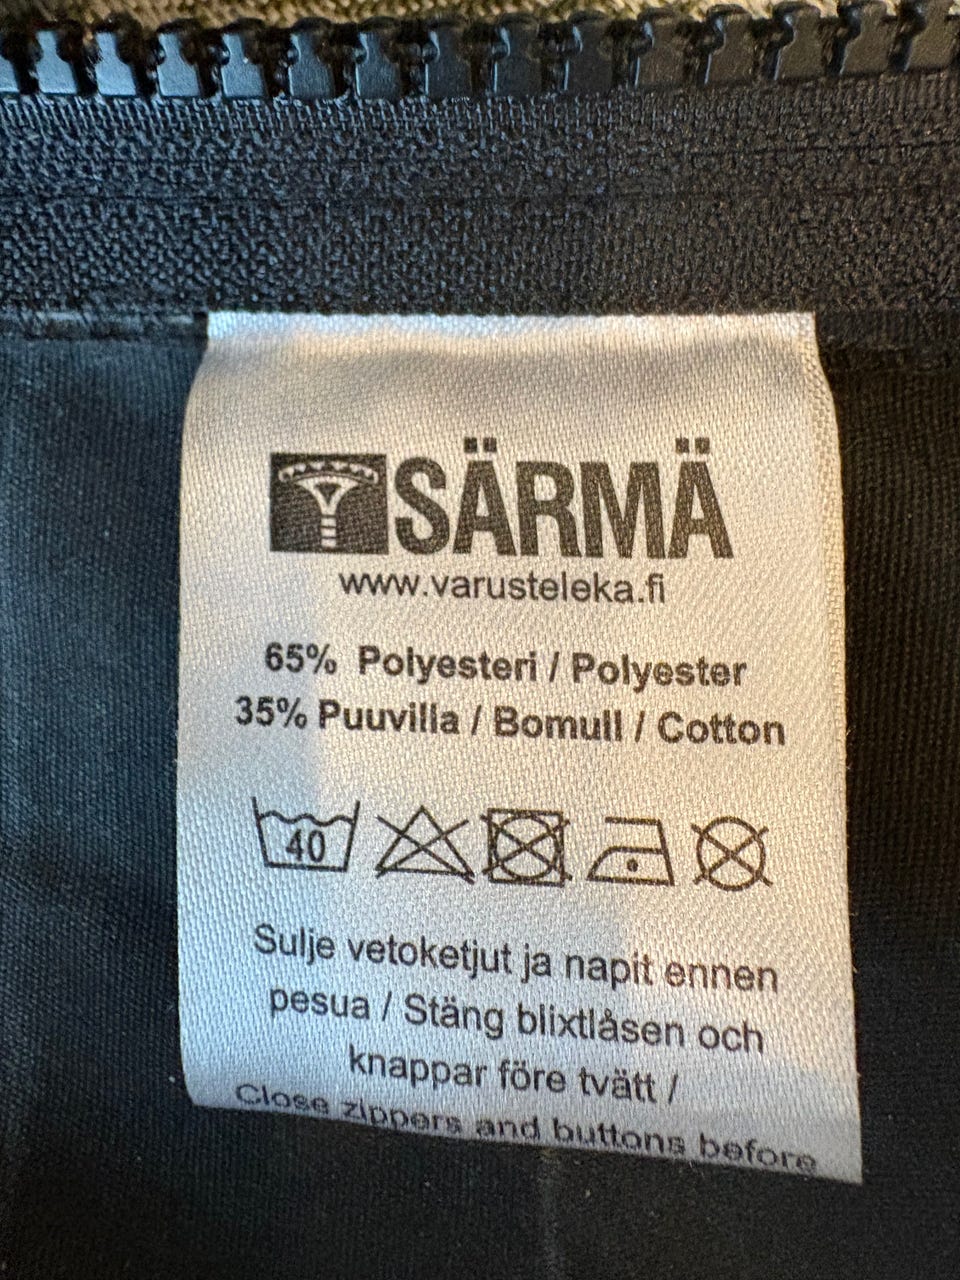 SÄRMÄ
www.varusteleka.fi
65% Polyesteri / Polyester
35% Puuvilla / Bomull / Cotton
40
Sulje vetoketjut ja napit ennen
pesua / Stäng blixtlåsen och
knappar före tvätt /
Close zippers and buttons before